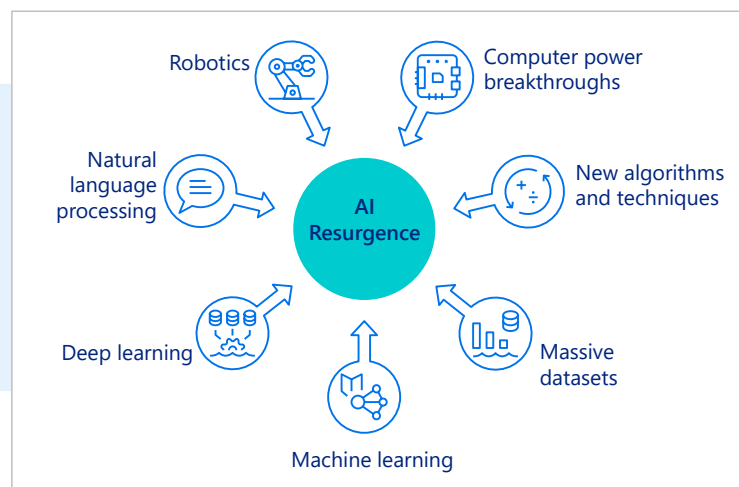 Robotics
Computer power
breakthroughs
Natural
language
processing
New algorithms
and techniques
AI
Resurgence
Deep learning
Massive
datasets
Machine learning